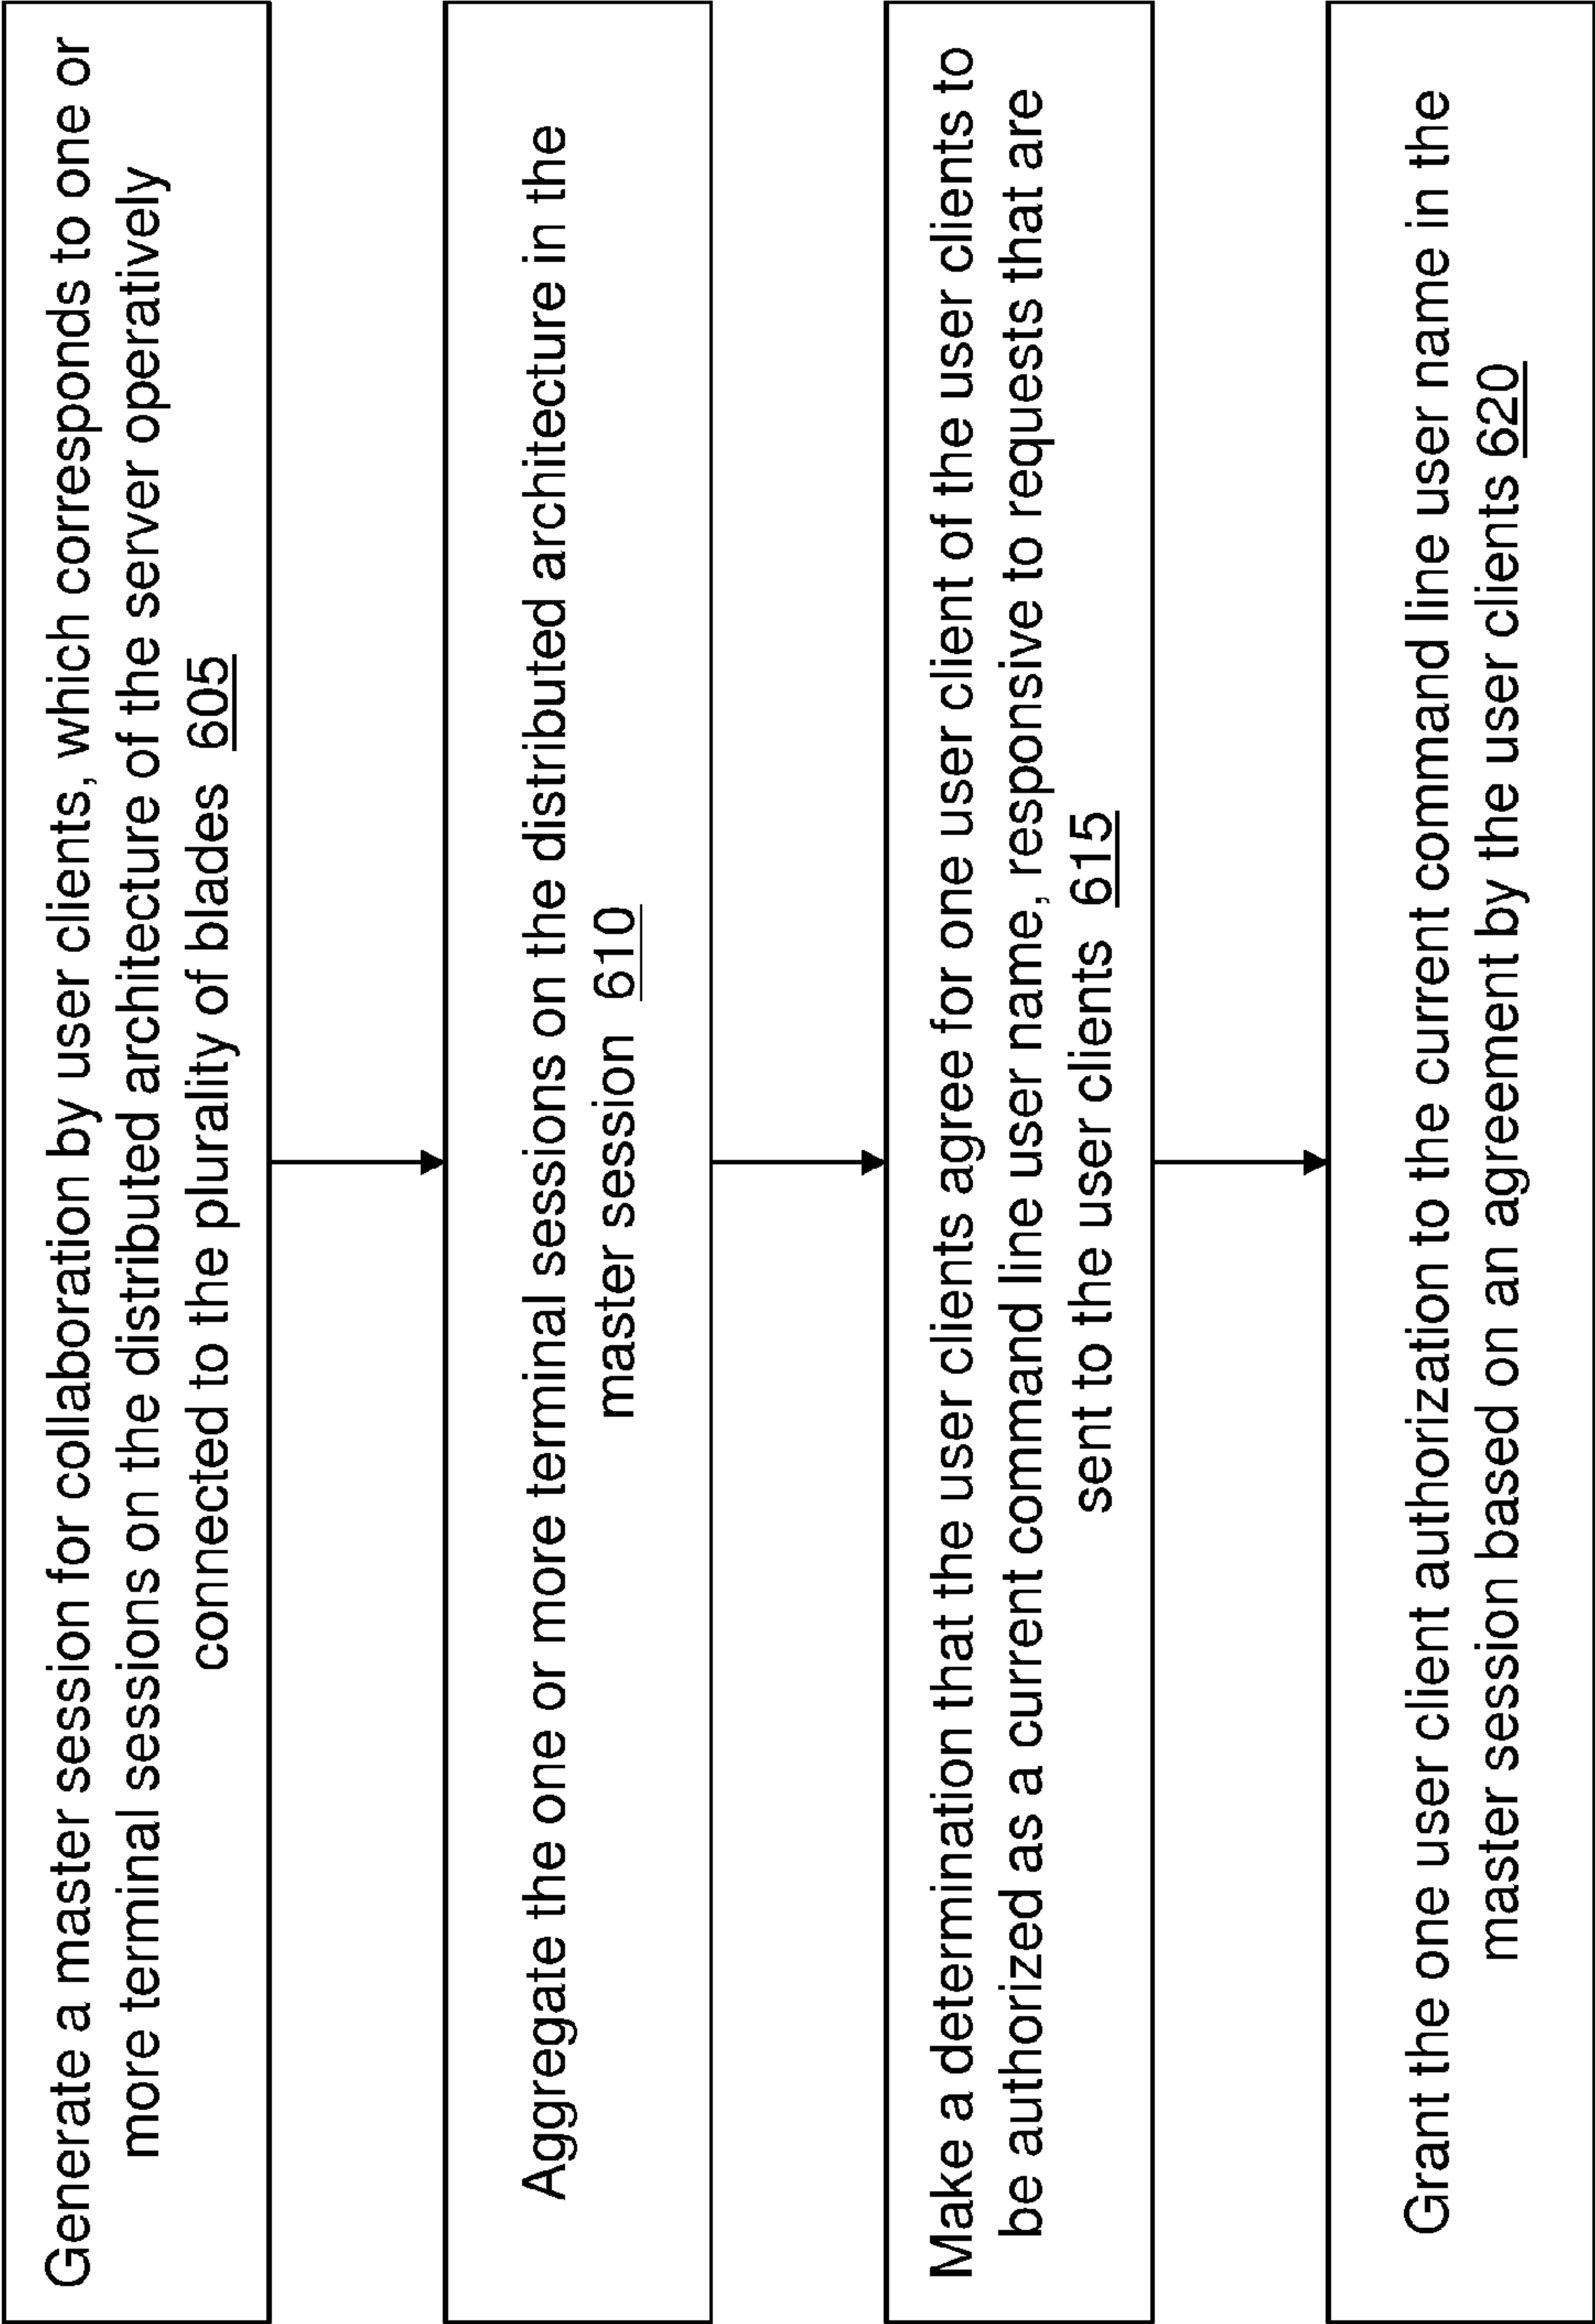 Generate a master session for collaboration by user clients, which corresponds to one or
more terminal sessions on the distributed architecture of the server operatively
connected to the plurality of blades 605
Aggregate the one or more terminal sessions on the distributed architecture in the
master session 610
Make a determination that the user clients agree for one user client of the user clients to
be authorized as a current command line user name, responsive to requests that are
sent to the user clients 615
Grant the one user client authorization to the current command line user name in the
master session based on an agreement by the user clients 620